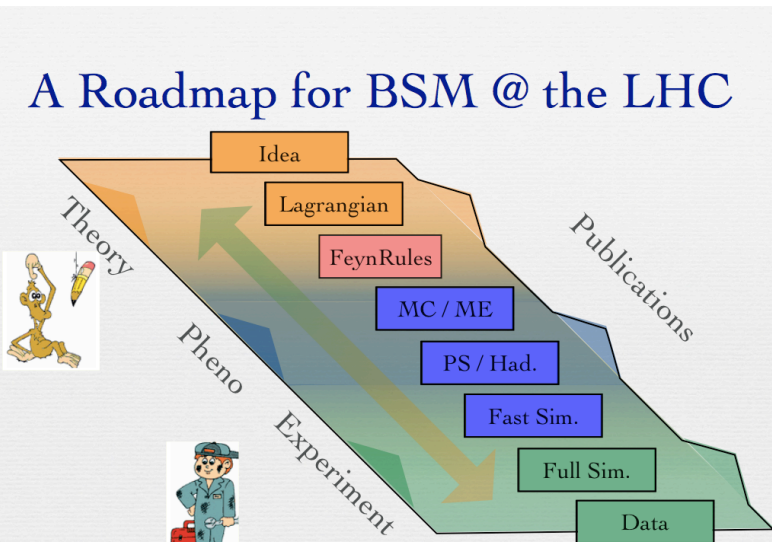 A Roadmap for BSM @ the LHC
Idea
Lagrangian
FeynRules
MC / ME
PS / Had.
Fast Sim.
Full Sim.
Data
Theory
Pheno
Experiment
Publications